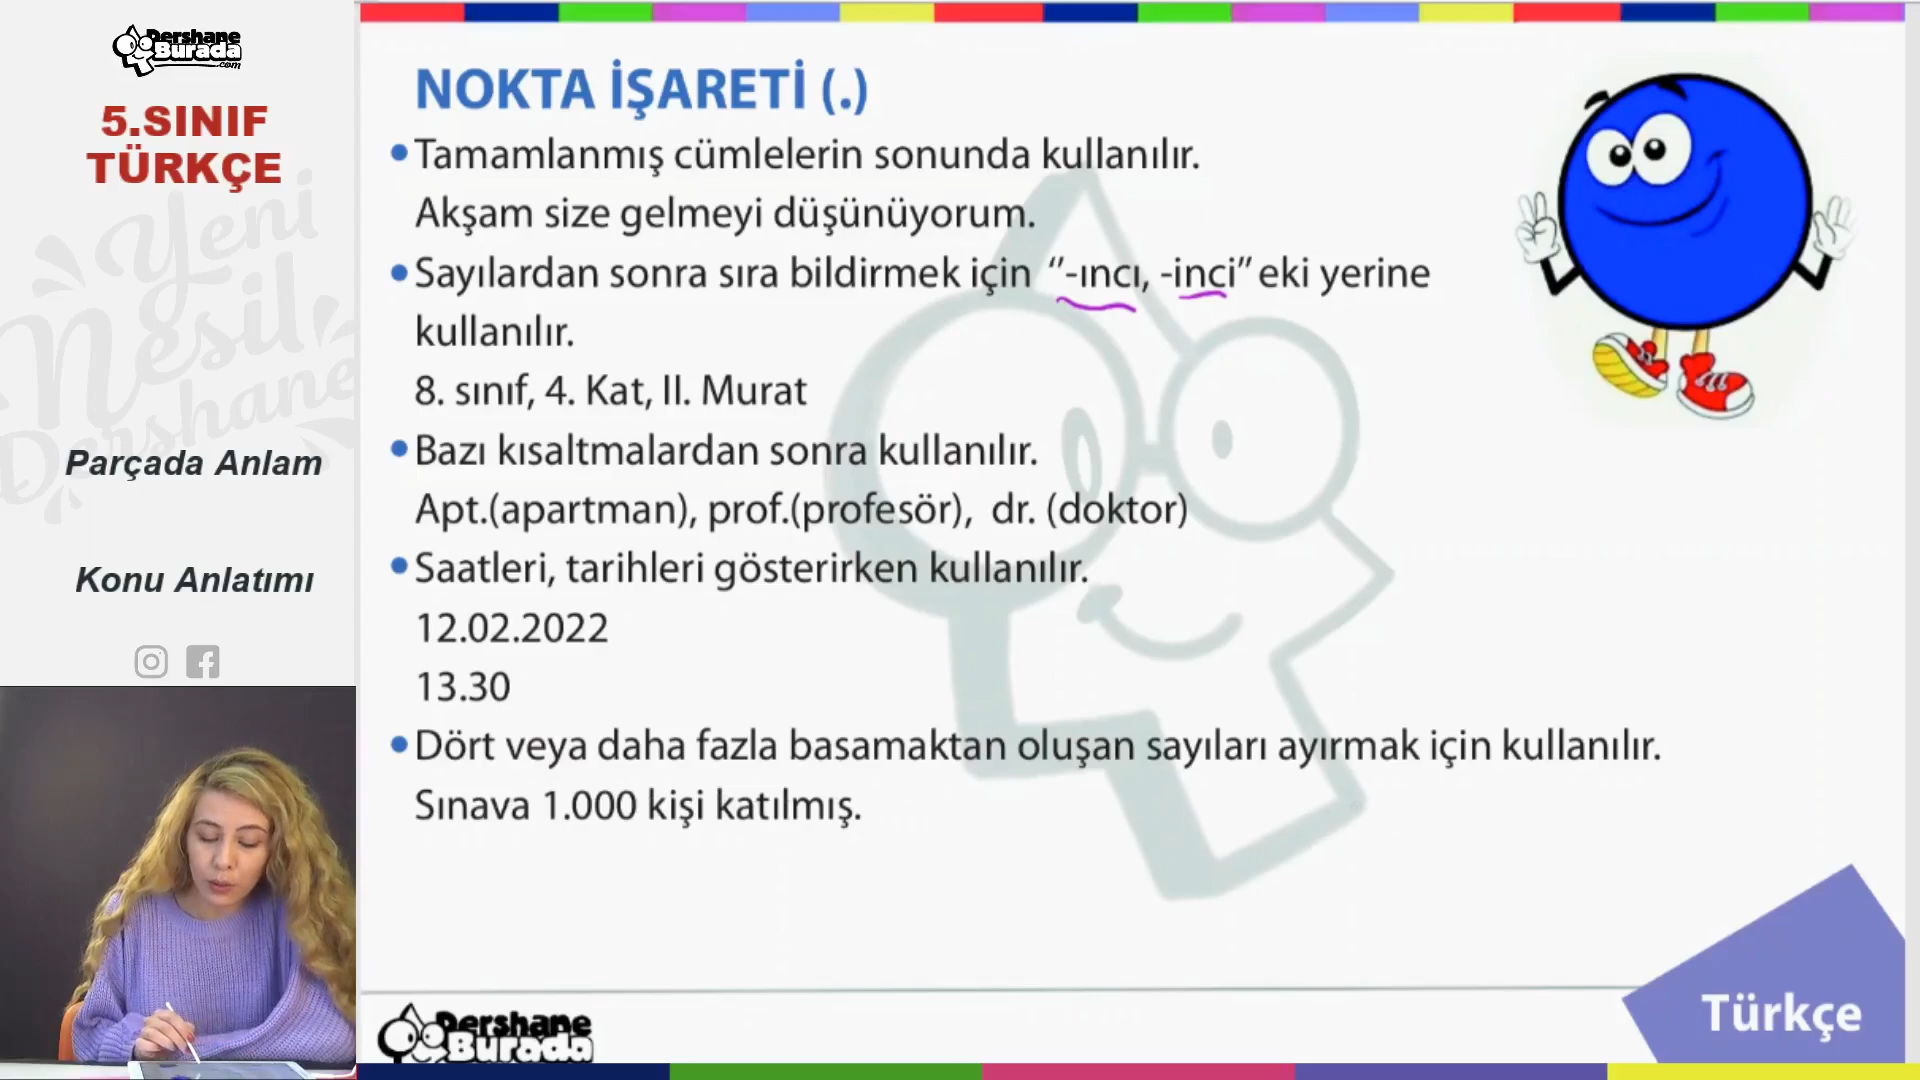 Dershane
Burada
.com
5.SINIF
TÜRKÇE
Yeni
Nesil
Dershane
Parçada Anlam
Konu Anlatımı
NOKTA İŞARETİ (.)
• Tamamlanmış cümlelerin sonunda kullanılır.
Akşam size gelmeyi düşünüyorum.
• Sayılardan sonra sıra bildirmek için “-ıncı, -inci” eki yerine
kullanılır.
8. sınıf, 4. Kat, II. Murat
• Bazı kısaltmalardan sonra kullanılır.
Apt.(apartman), prof.(profesör), dr. (doktor)
• Saatleri, tarihleri gösterirken kullanılır.
12.02.2022
13.30
• Dört veya daha fazla basamaktan oluşan sayıları ayırmak için kullanılır.
Sınava 1.000 kişi katılmış.
Dershane
Burada
Türkçe